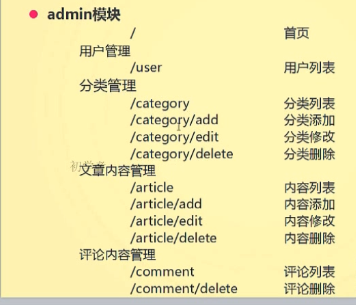 admin模块
/ 首页
用户管理
/user 用户列表
分类管理
/category 分类列表
/category/add 分类添加
/category/edit 分类修改
/category/delete 分类删除
文章内容管理
/article 内容列表
/article/add 内容添加
/article/edit 内容修改
/article/delete 内容删除
评论内容管理
/comment 评论列表
/comment/delete 评论删除